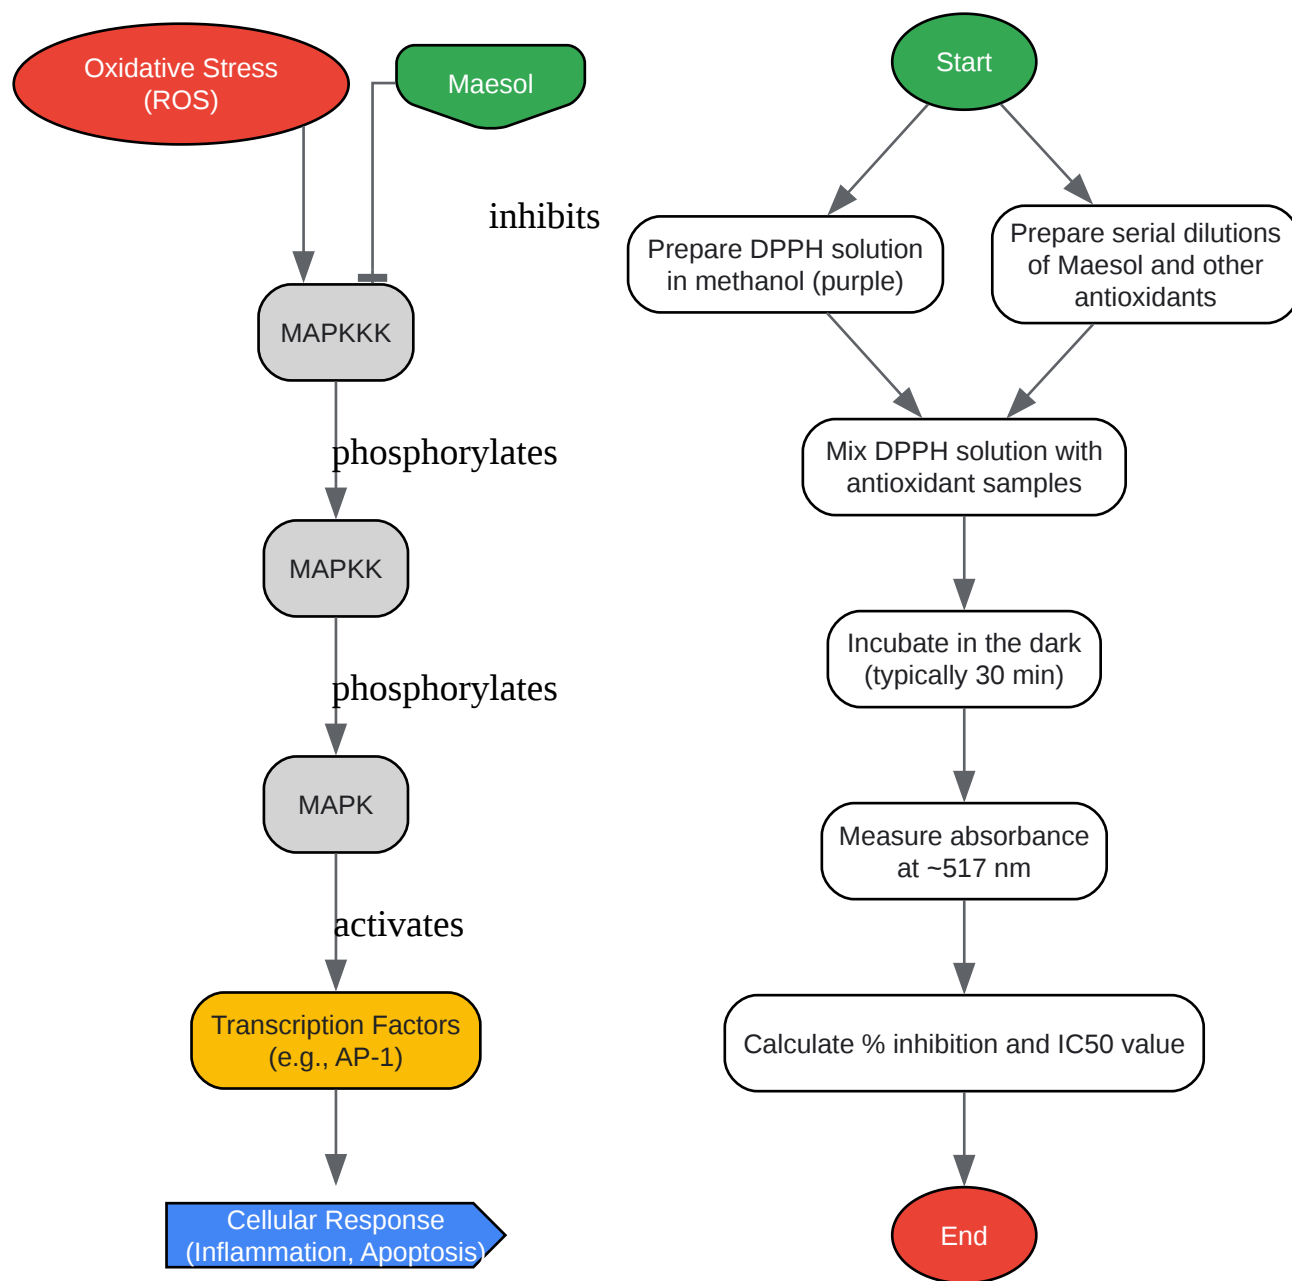 Oxidative Stress
(ROS)
Maesol
inhibits
MAPKKK
phosphorylates
MAPKK
phosphorylates
MAPK
activates
Transcription Factors
(e.g., AP-1)
Cellular Response
(Inflammation, Apoptosis)
Start
Prepare DPPH solution
in methanol (purple)
Prepare serial dilutions
of Maesol and other
antioxidants
Mix DPPH solution with
antioxidant samples
Incubate in the dark
(typically 30 min)
Measure absorbance
at ~517 nm
Calculate % inhibition and IC50 value
End